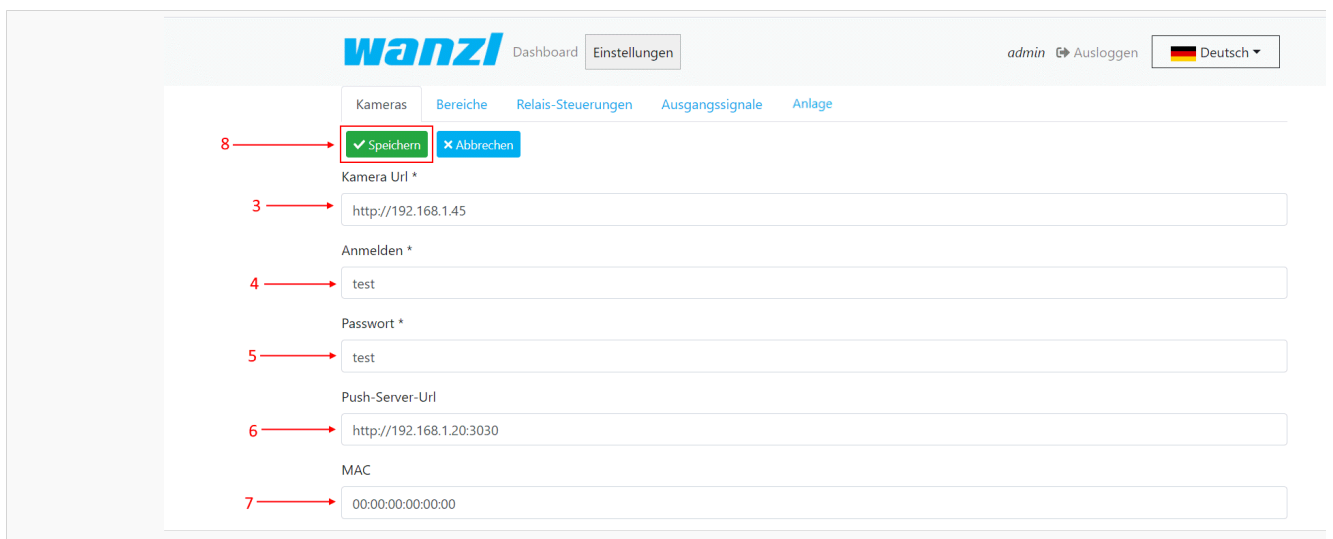 wanzl Dashboard Einstellungen admin Ausloggen Deutsch
Kameras Bereiche Relais-Steuerungen Ausgangssignale Anlage
8 Speichern Abbrechen
Kamera Url *
3 http://192.168.1.45
Anmelden *
4 test
Passwort *
5 test
Push-Server-Url
6 http://192.168.1.20:3030
MAC
7 00:00:00:00:00:00